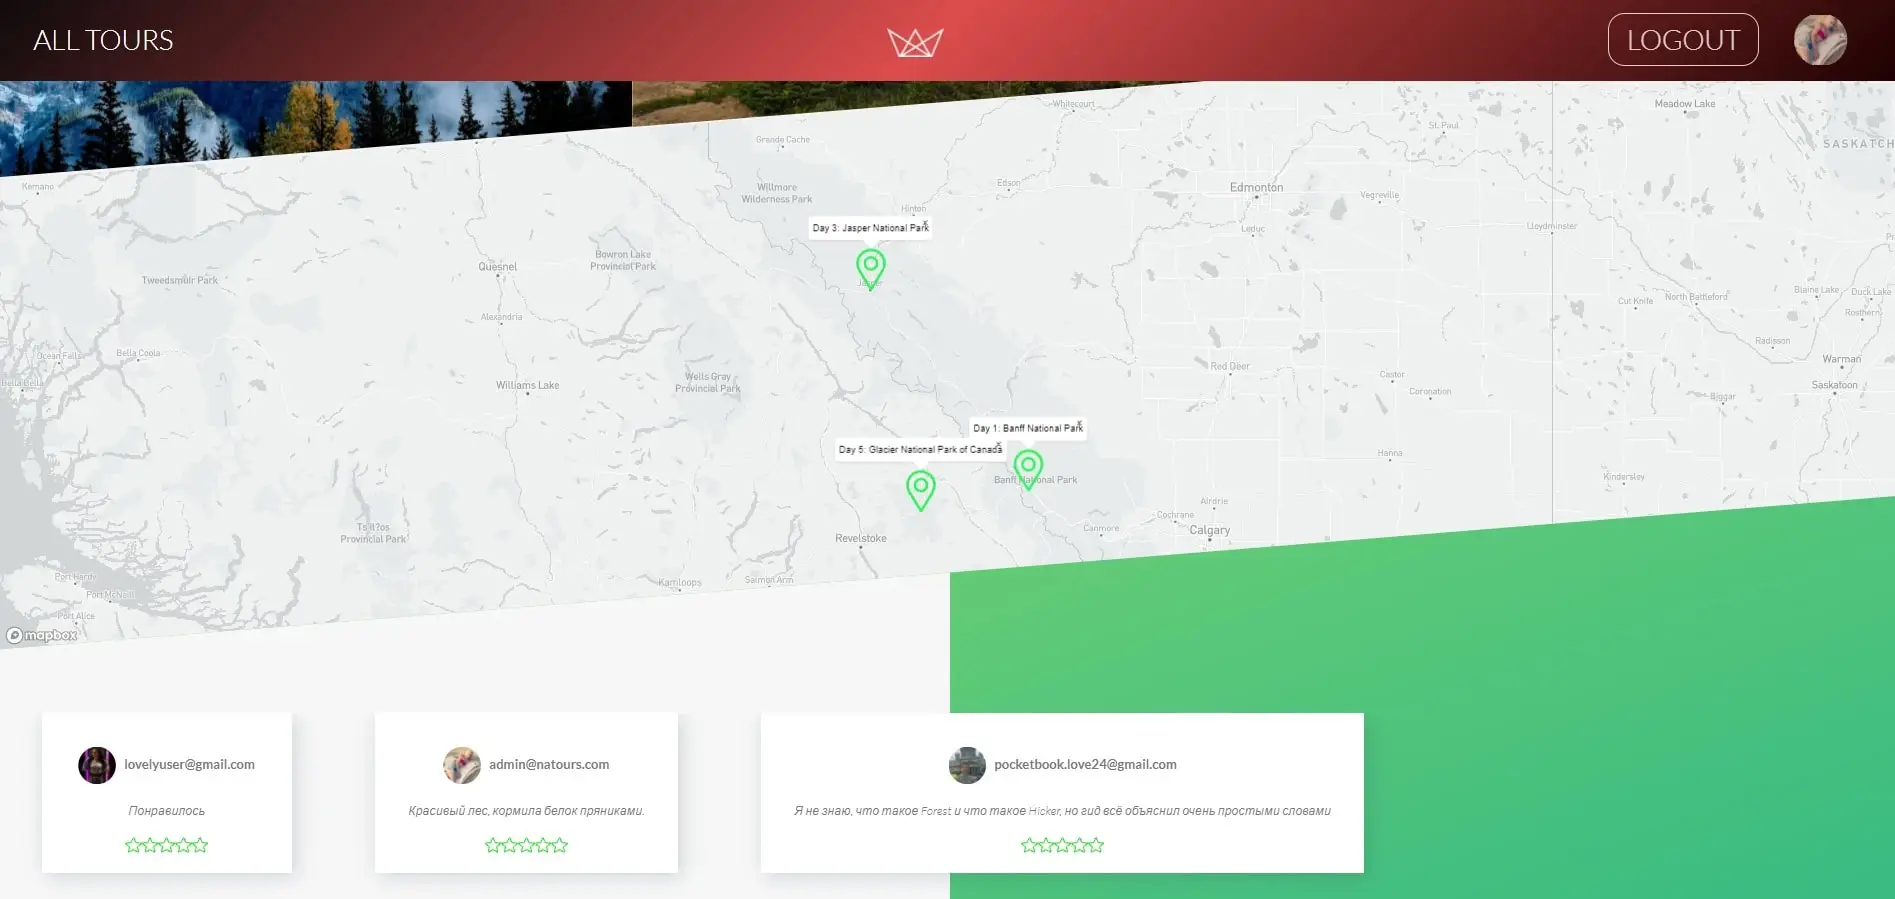 ALL TOURS
LOGOUT
Whitecourt
Meadow Lake
St. Paul
Grande Cache
SASKATCH
Kemano
Willmore
Wilderness Park
Edson
Edmonton
Vegreville
Hinton
Day 3: Jasper National Park
Leduc
Lloydminster
Bowron Lake
Provincial Park
Quesnel
Tweedsmuir Park
Jasper
Blaine Lake
Duck Lake
Cut Knife
North Battleford
Rosthern
Alexandria
Radisson
Ocean Falls
Bella Coola
Warman
Red Deer
Castor
Wells Gray
Provincial Park
Bella Bella
Williams Lake
Saskatoon
Coronation
Biggar
Day 1: Banff National Park
Day 5: Glacier National Park of Canada
Hanna
Banff National Park
Kindersley
Airdrie
Cochrane
Canmore
Calgary
Ts'il?os
Provincial Park
Revelstoke
Port Hardy
Kamloops
Salmon Arm
Port McNeill
Port Alice
mapbox
lovelyuser@gmail.com
Понравилось
admin@natours.com
Красивый лес, кормила белок пряниками.
pocketbook.love24@gmail.com
Я не знаю, что такое Forest и что такое Hicker, но гид всё объяснил очень простыми словами